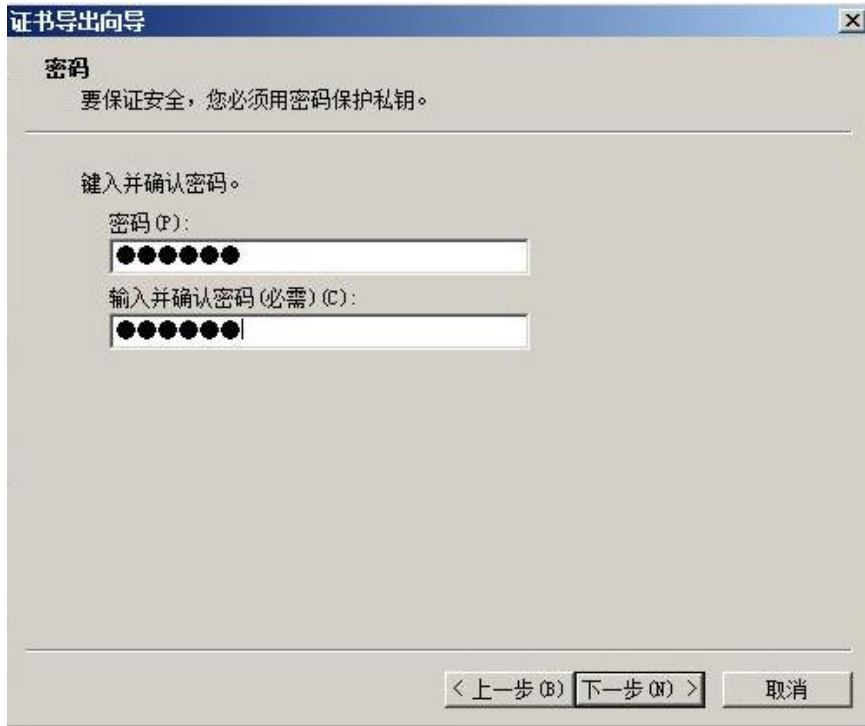 证书导出向导
密码
要保证安全，您必须用密码保护私钥。
键入并确认密码。
密码(P):
●●●●●●
输入并确认密码(必需)(C):
●●●●●●
< 上一步(B) 下一步(N) > 取消